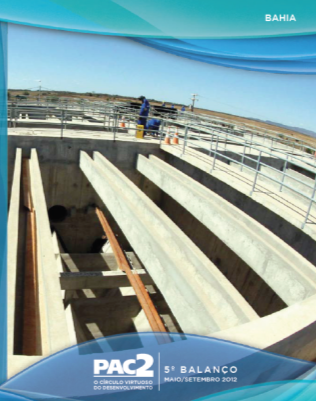 BAHIA
PAC2
O CÍRCULO VIRTUOSO
DO DESENVOLVIMENTO
5º BALANÇO
MAIO/SETEMBRO 2012